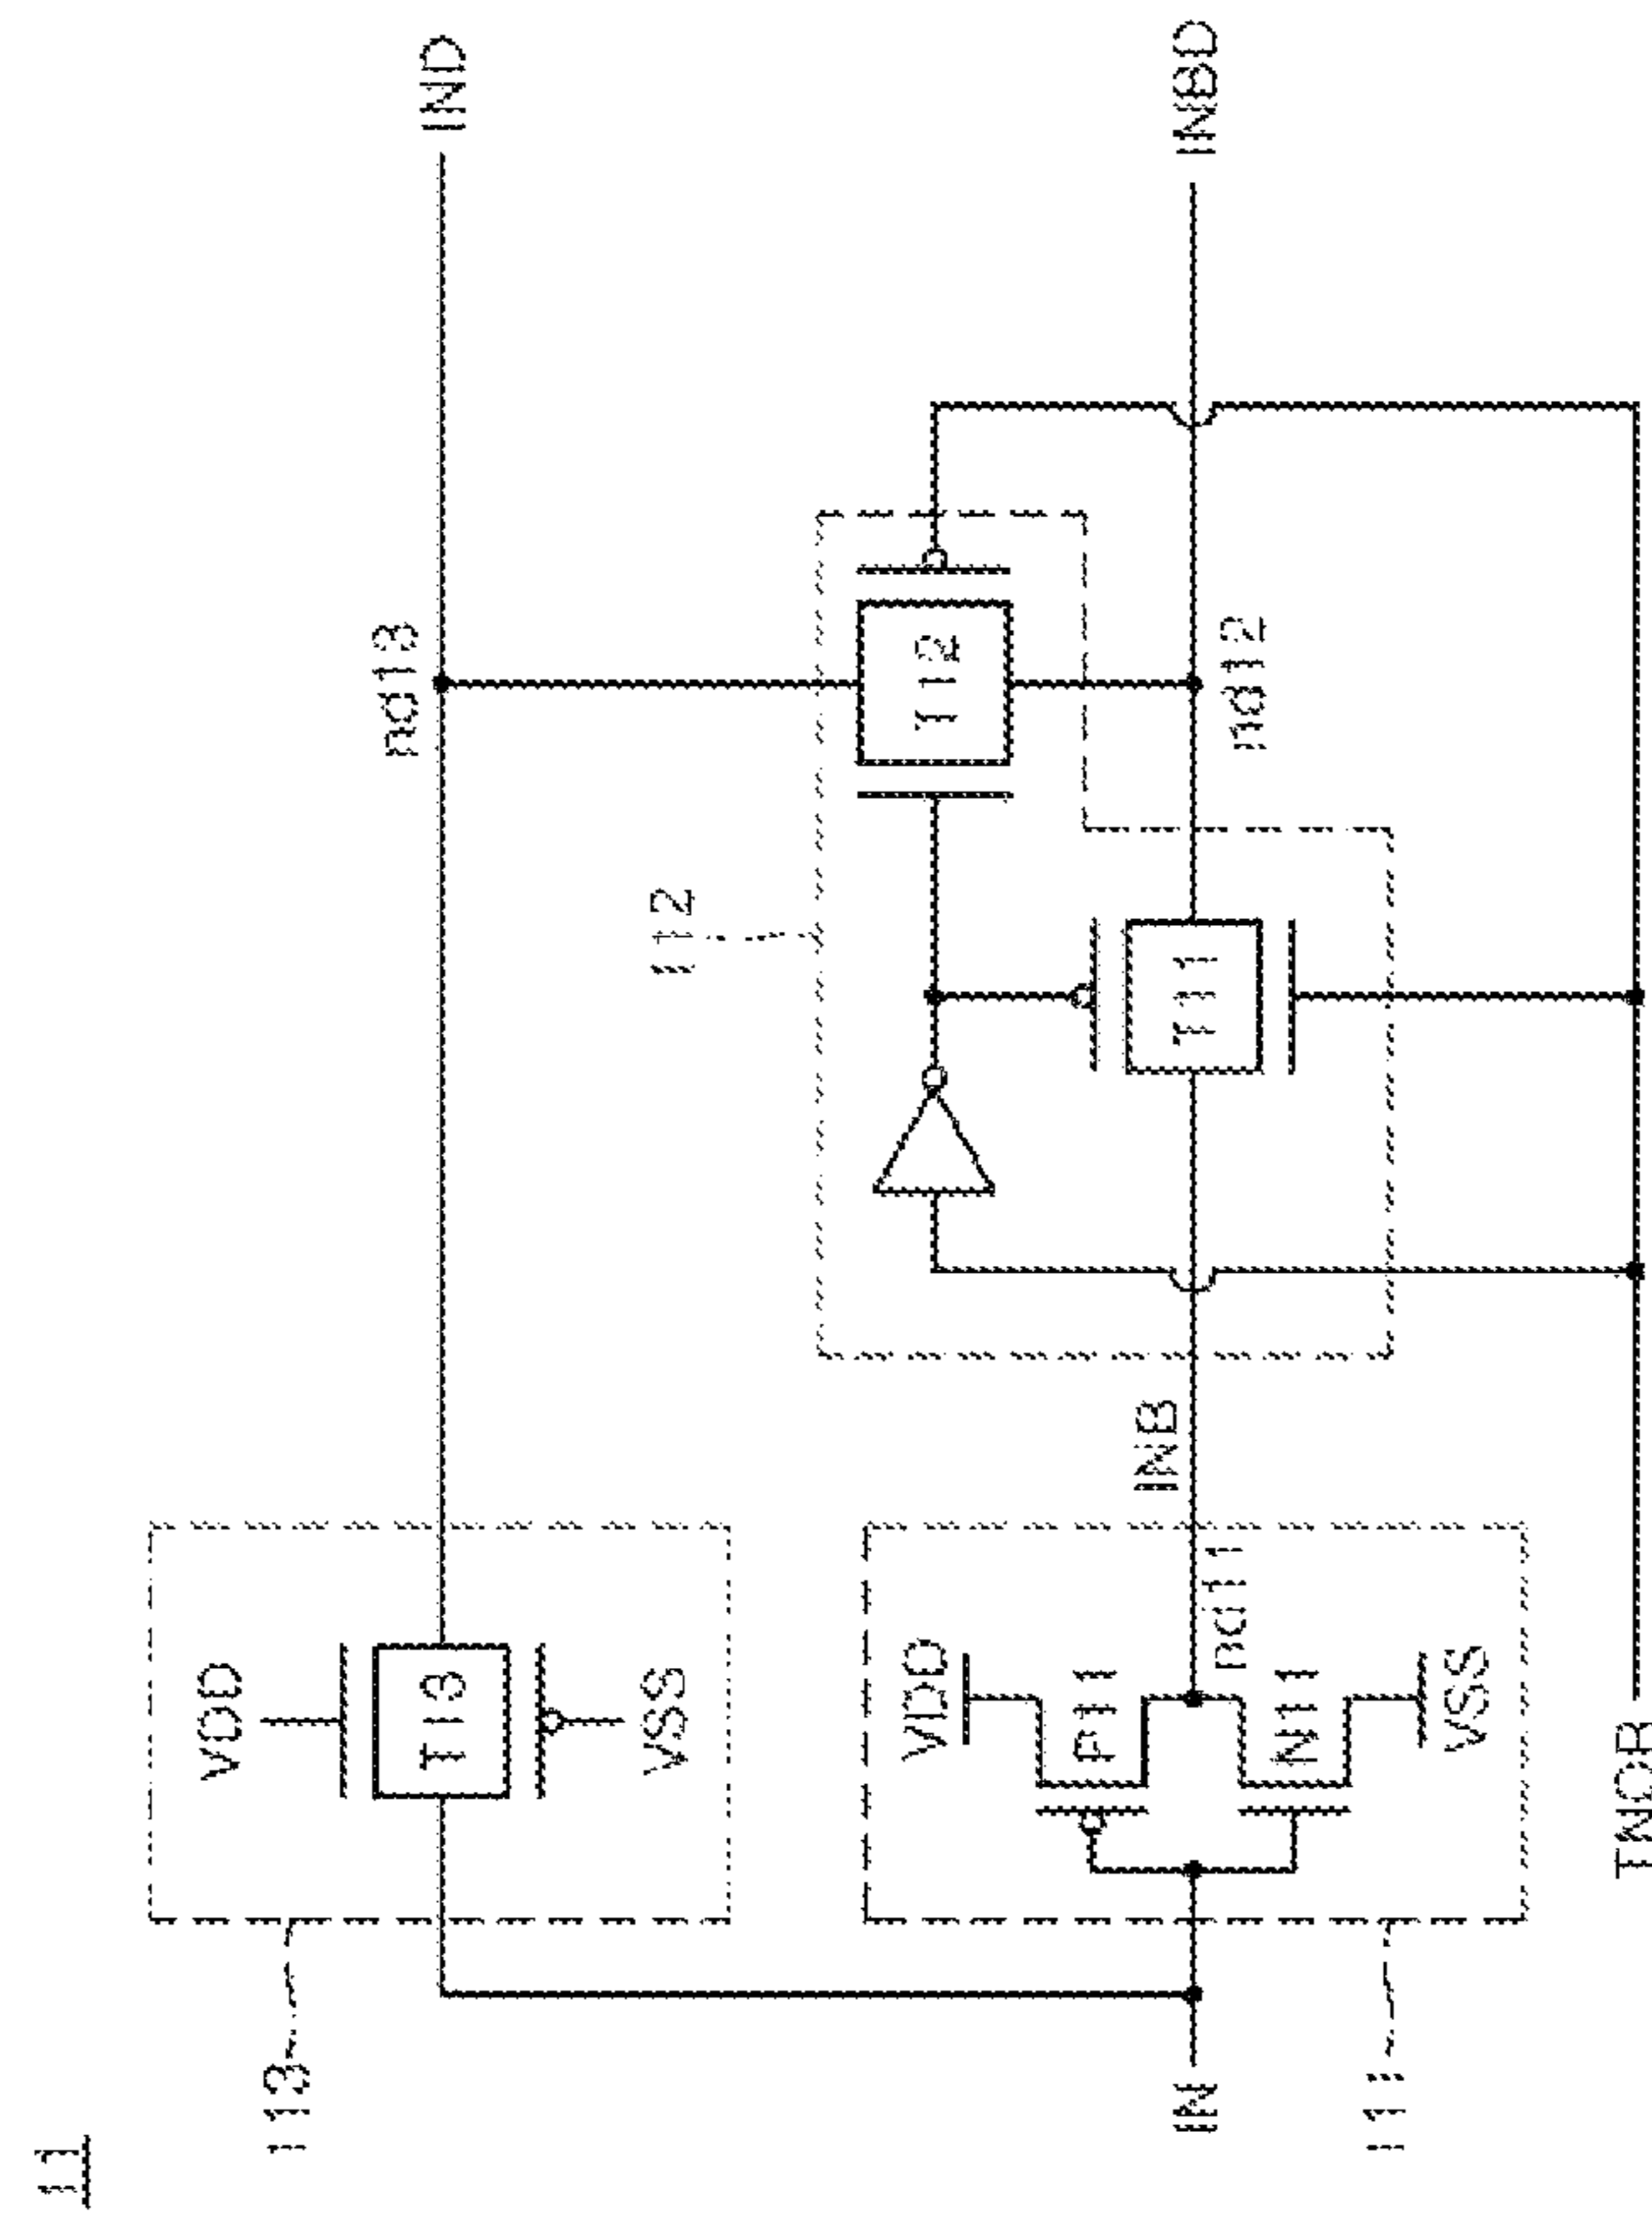 11
113
VDD
T13
VSS
nd13
IND
112
T12
T11
nd12
INBD
IN
111
VDD
P11
N11
VSS
nd11
INB
TNOR